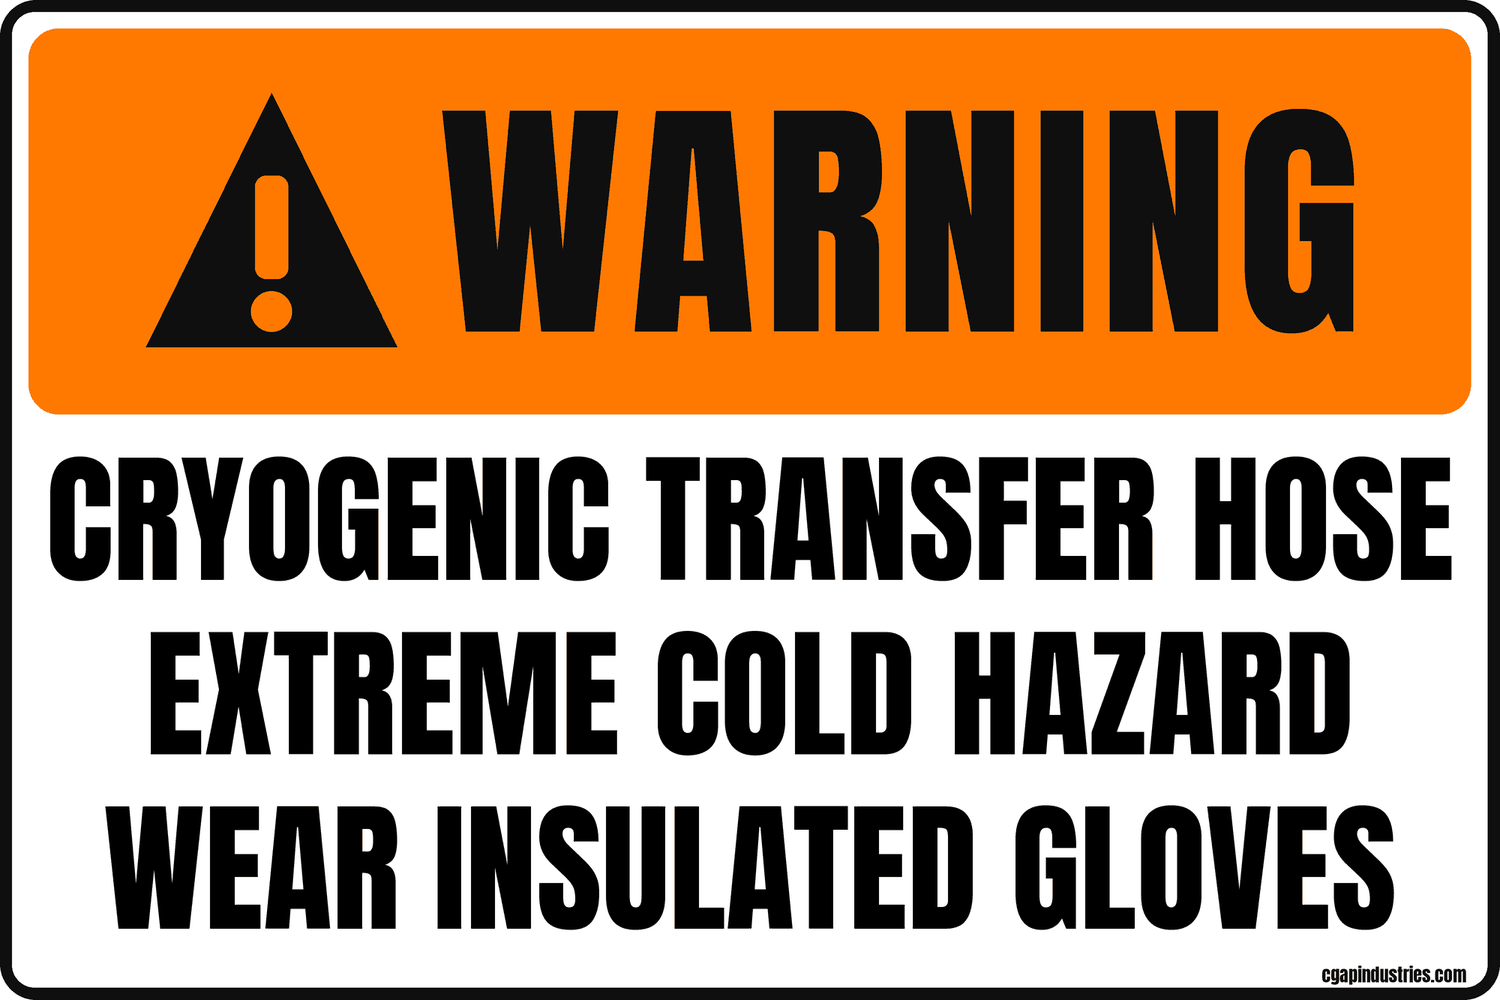 WARNING
CRYOGENIC TRANSFER HOSE
EXTREME COLD HAZARD
WEAR INSULATED GLOVES
cgapindustries.com